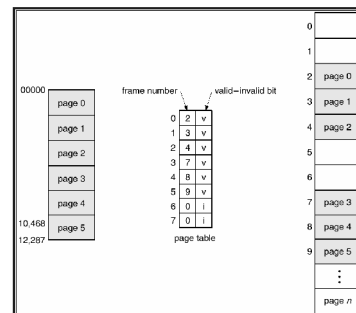 00000
page 0
page 1
page 2
page 3
page 4
page 5
10,468
12,287
frame number
valid–invalid bit
0 2 v
1 3 v
2 4 v
3 7 v
4 8 v
5 9 v
6 0 i
7 0 i
page table
0
1
2 page 0
3 page 1
4 page 2
5
6
7 page 3
8 page 4
9 page 5
⋮
page n